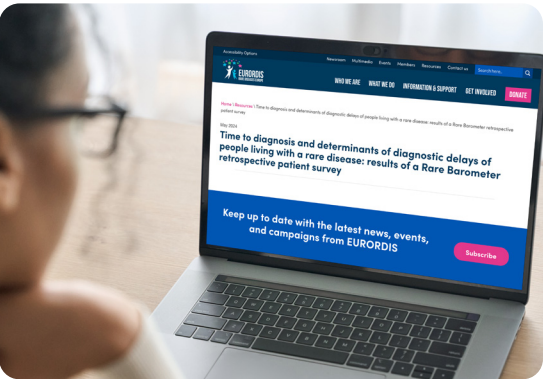 Accessibility Options
Newsroom Multimedia Events Members Resources Contact us Search here...
EURORDIS
RARE DISEASES EUROPE
WHO WE ARE WHAT WE DO INFORMATION & SUPPORT GET INVOLVED DONATE
Home \ Resources \ Time to diagnosis and determinants of diagnostic delays of people living with a rare disease: results of a Rare Barometer retrospective
patient survey
May 2024
Time to diagnosis and determinants of diagnostic delays of
people living with a rare disease: results of a Rare Barometer
retrospective patient survey
Keep up to date with the latest news, events,
and campaigns from EURORDIS
Subscribe